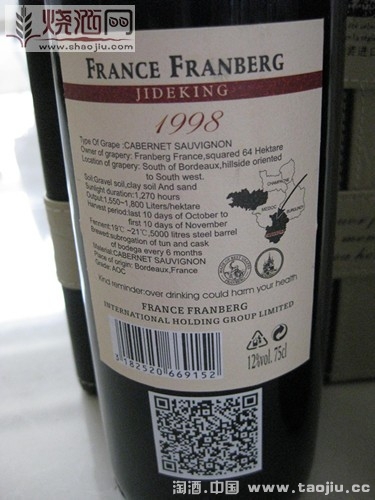 烧酒网
www.shaojiu.com
FRANCE FRANBERG
JIDEKING
1998
Type Of Grape :CABERNET SAUVIGNON
Owner of grapery: Franberg France,squared 64 Hektare
Location of grapery: South of Bordeaux,hillside oriented
to South west.
Soil:Gravel soil,clay soil And sand
Sunlight duration:1,270 hours
Output:1,550~1,800 Liters/hektare
Harvest period:last 10 days of October to
first 10 days of November
Ferment:19℃ ~21℃,5000 litres steel barrel
Brewed:subrogation of tun and cask
of bodega every 6 months
Material:CABERNET SAUVIGNON
Place of origin: Bordeaux,France
Grade: AOC
CHAMPAGNE
MEDOC
BURGUNDY
Kind reminder:over drinking could harm your health
FRANCE FRANBERG
INTERNATIONAL HOLDING GROUP LIMITED
3 182520 669152
12%vol. 75cl
淘酒.中国 www.taojiu.cc